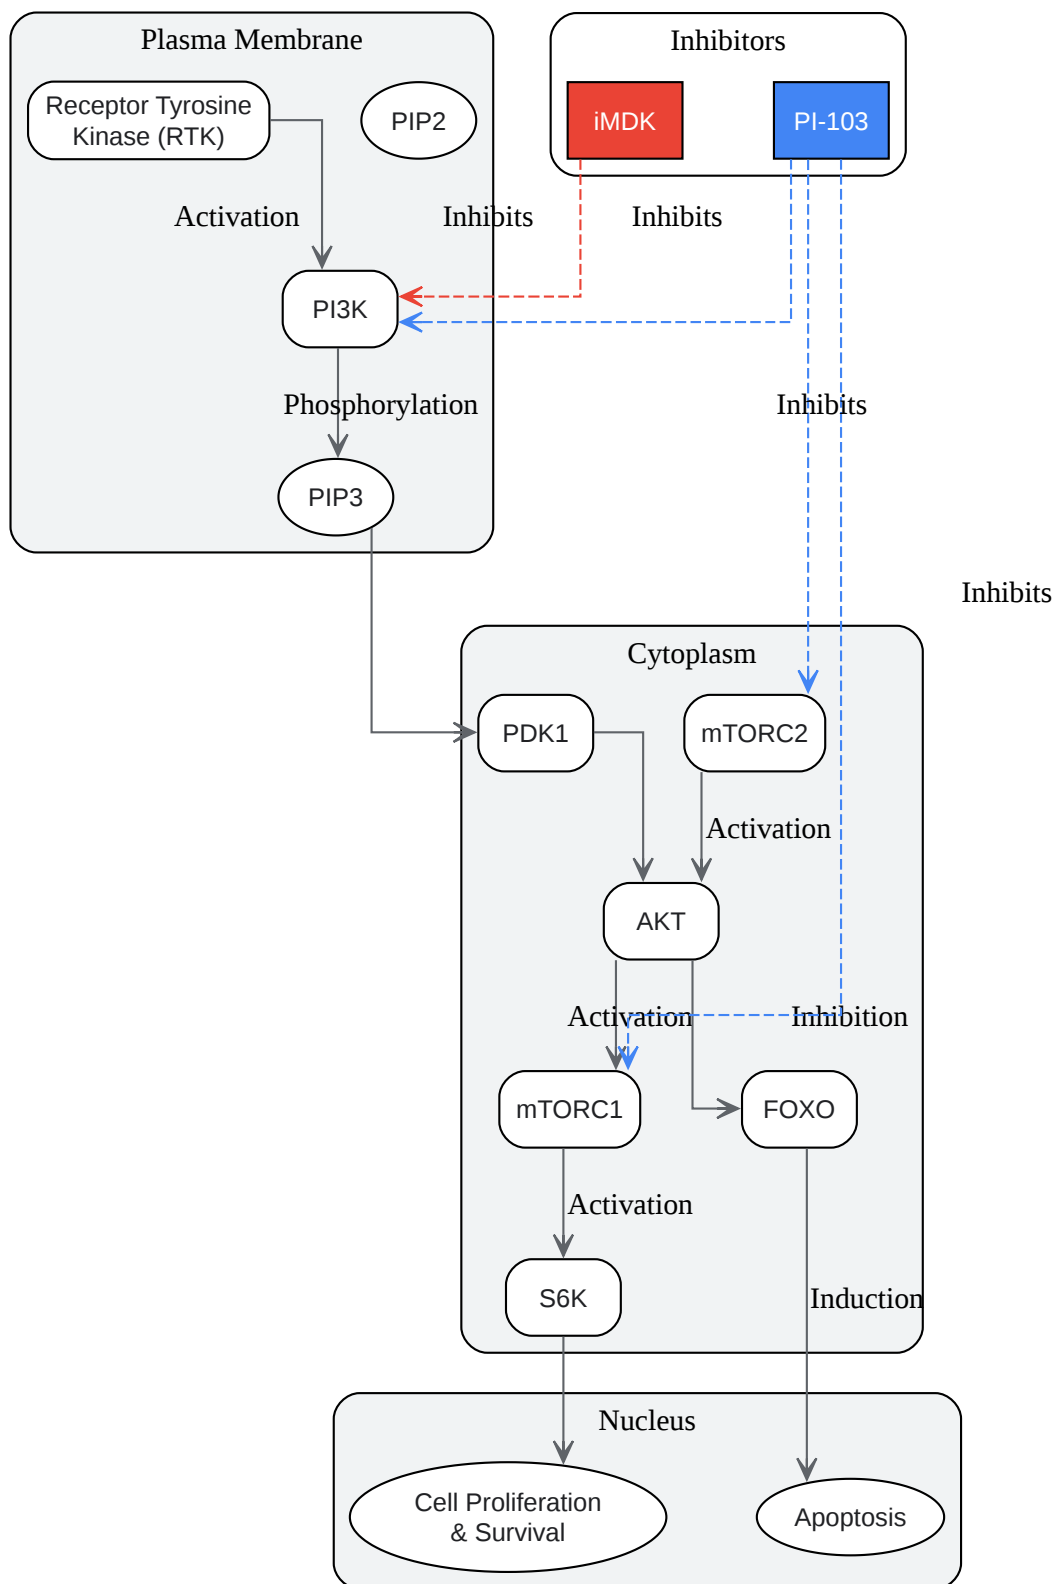 Plasma Membrane
Inhibitors
Receptor Tyrosine
Kinase (RTK)
PIP2
iMDK
PI-103
Activation
Inhibits
Inhibits
PI3K
Phosphorylation
Inhibits
PIP3
Inhibits
Cytoplasm
PDK1
mTORC2
Activation
AKT
Activation
Inhibition
mTORC1
FOXO
Activation
S6K
Induction
Nucleus
Cell Proliferation
& Survival
Apoptosis